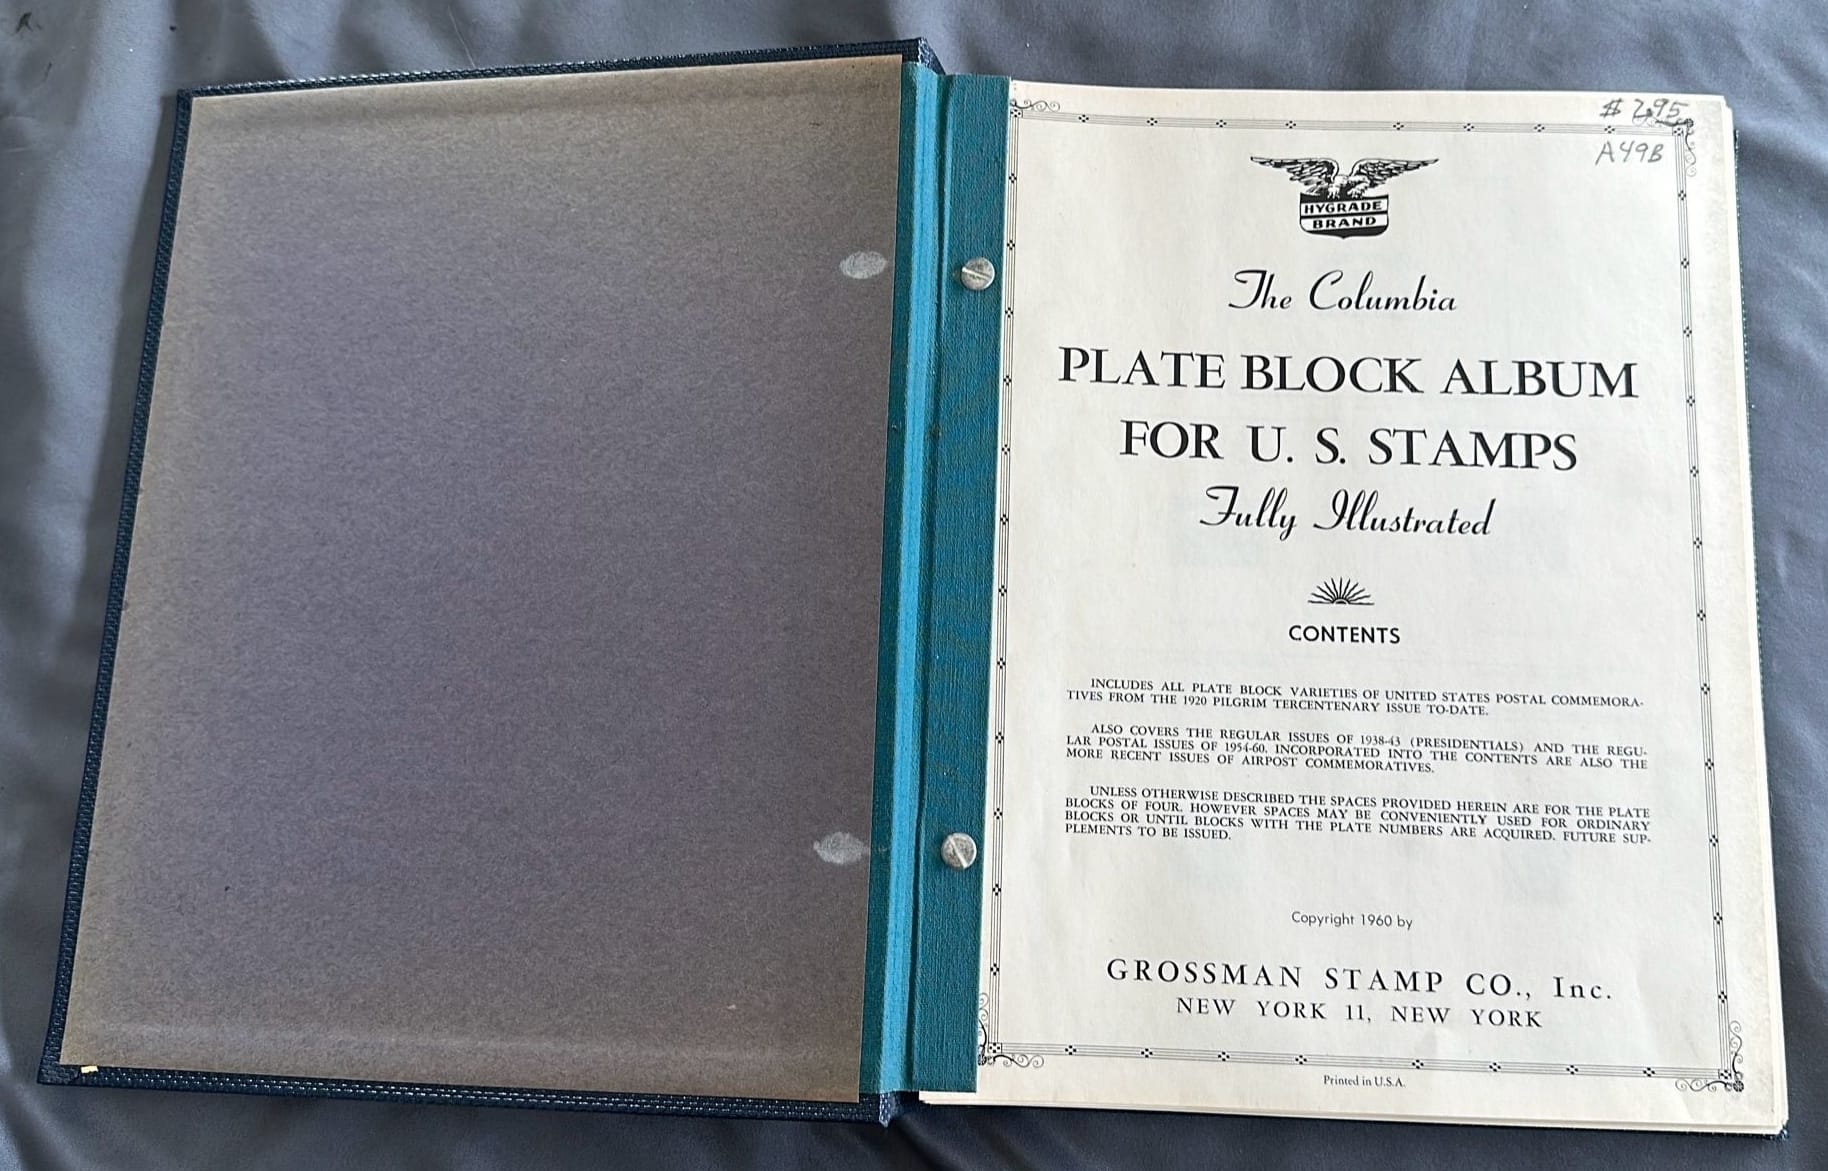 $ 2.95
A49B
HYGRADE
BRAND
The Columbia
PLATE BLOCK ALBUM
FOR U. S. STAMPS
Fully Illustrated
CONTENTS
INCLUDES ALL PLATE BLOCK VARIETIES OF UNITED STATES POSTAL COMMEMORA-
TIVES FROM THE 1920 PILGRIM TERCENTENARY ISSUE TO-DATE.
ALSO COVERS THE REGULAR ISSUES OF 1938-43 (PRESIDENTIALS) AND THE REGU-
LAR POSTAL ISSUES OF 1954-60. INCORPORATED INTO THE CONTENTS ARE ALSO THE
MORE RECENT ISSUES OF AIRPOST COMMEMORATIVES.
UNLESS OTHERWISE DESCRIBED THE SPACES PROVIDED HEREIN ARE FOR THE PLATE
BLOCKS OF FOUR. HOWEVER SPACES MAY BE CONVENIENTLY USED FOR ORDINARY
BLOCKS OR UNTIL BLOCKS WITH THE PLATE NUMBERS ARE ACQUIRED. FUTURE SUP-
PLEMENTS TO BE ISSUED.
Copyright 1960 by
GROSSMAN STAMP CO., Inc.
NEW YORK 11, NEW YORK
Printed in U.S.A.